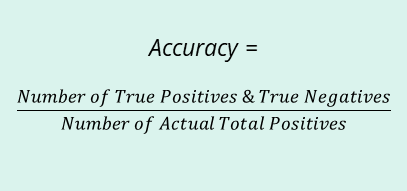 Accuracy =
Number of True Positives & True Negatives
Number of Actual Total Positives